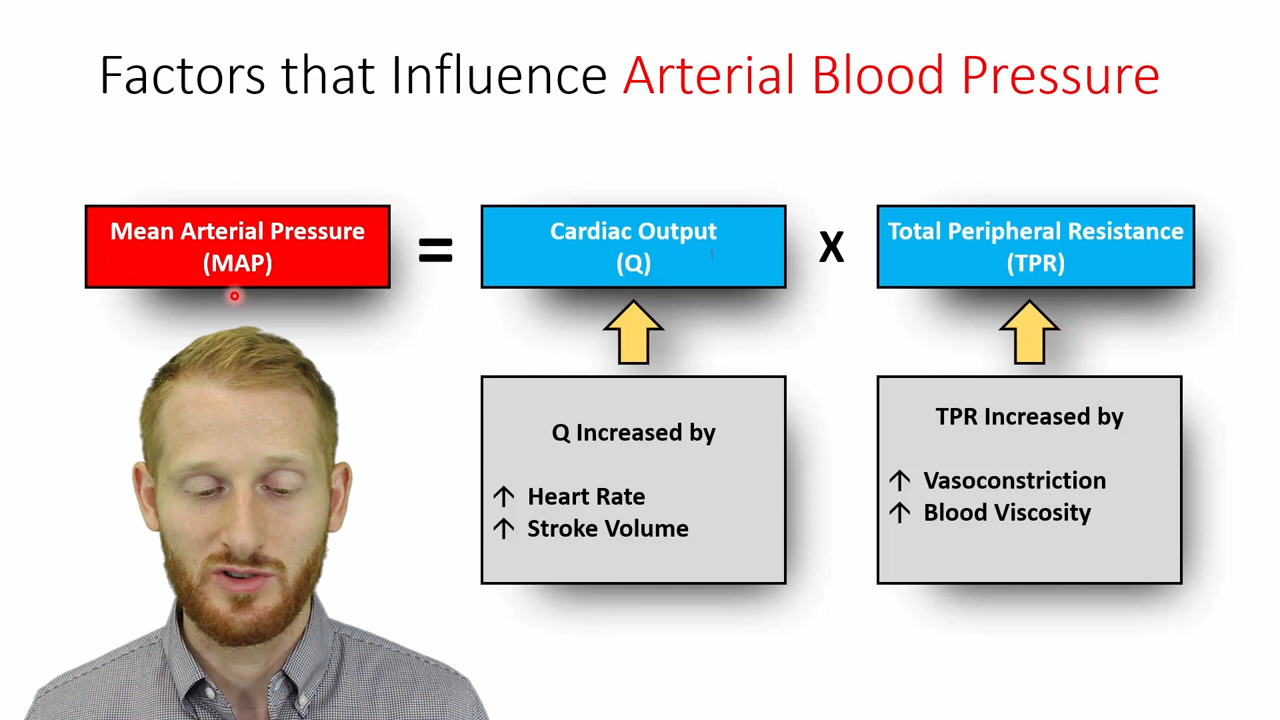 Factors that Influence Arterial Blood Pressure
Mean Arterial Pressure
(MAP)
=
Cardiac Output
(Q)
X
Total Peripheral Resistance
(TPR)
Q Increased by
↑ Heart Rate
↑ Stroke Volume
TPR Increased by
↑ Vasoconstriction
↑ Blood Viscosity